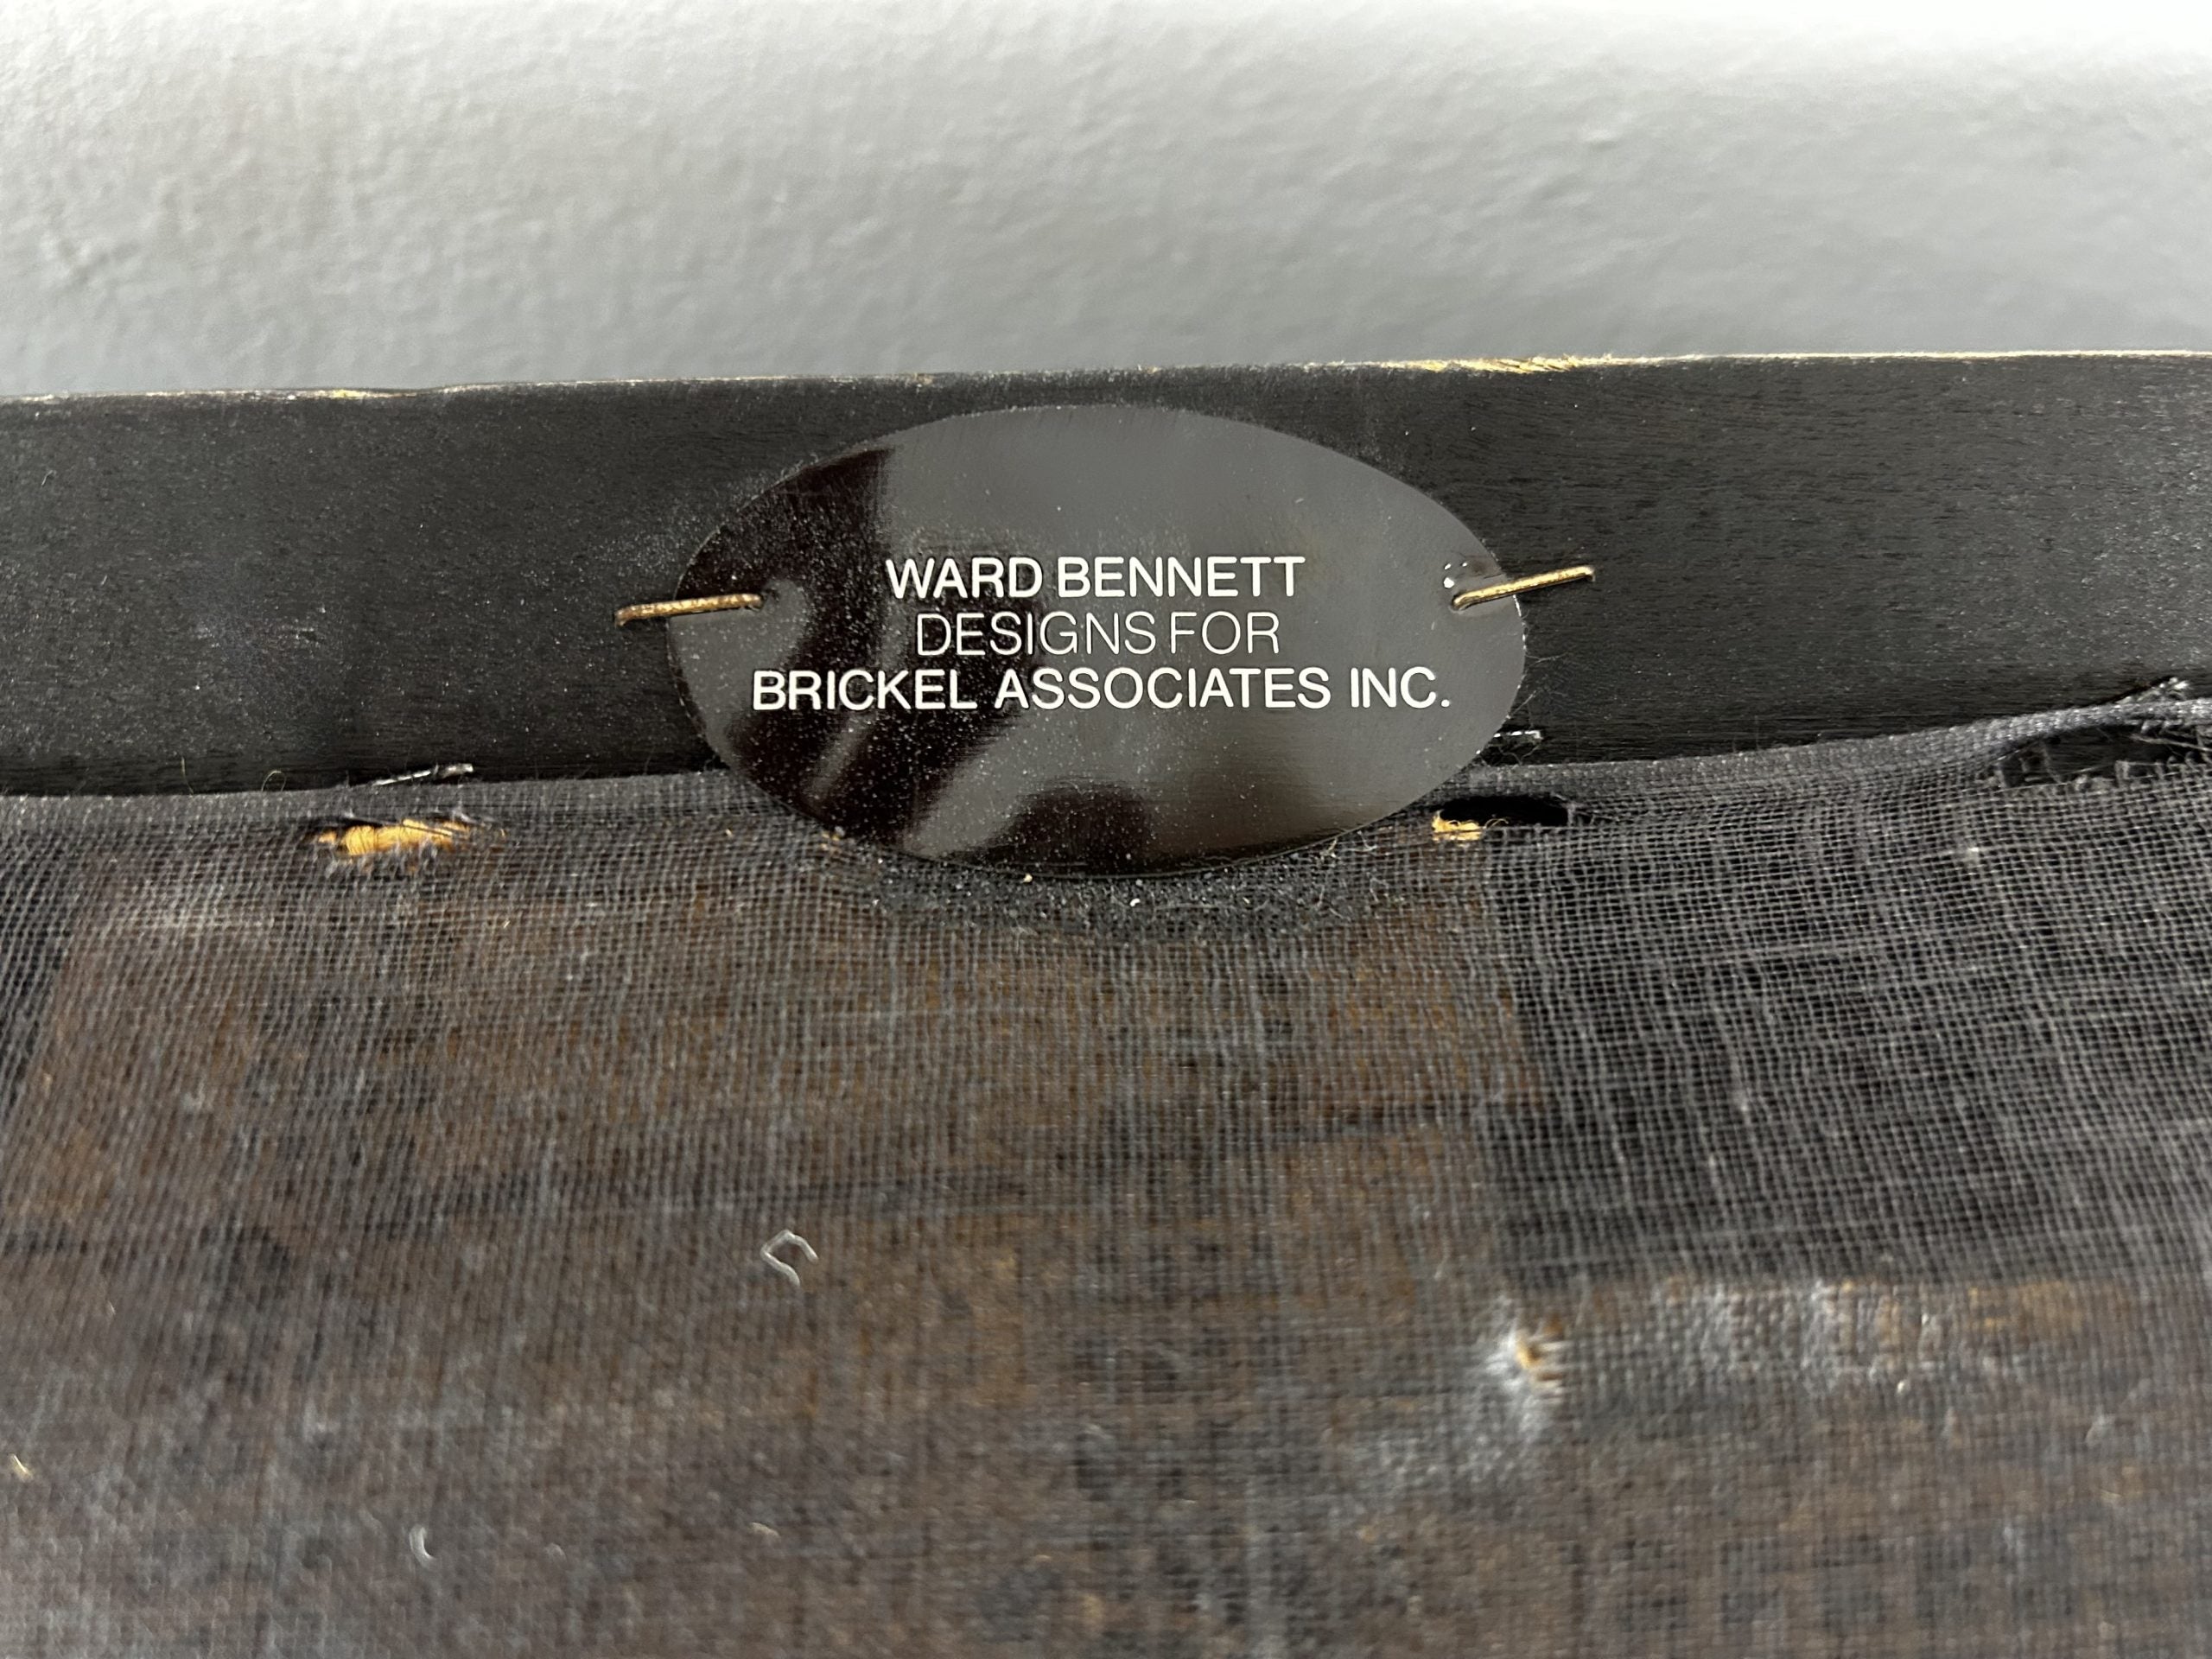 WARD BENNETT
DESIGNS FOR
BRICKEL ASSOCIATES INC.